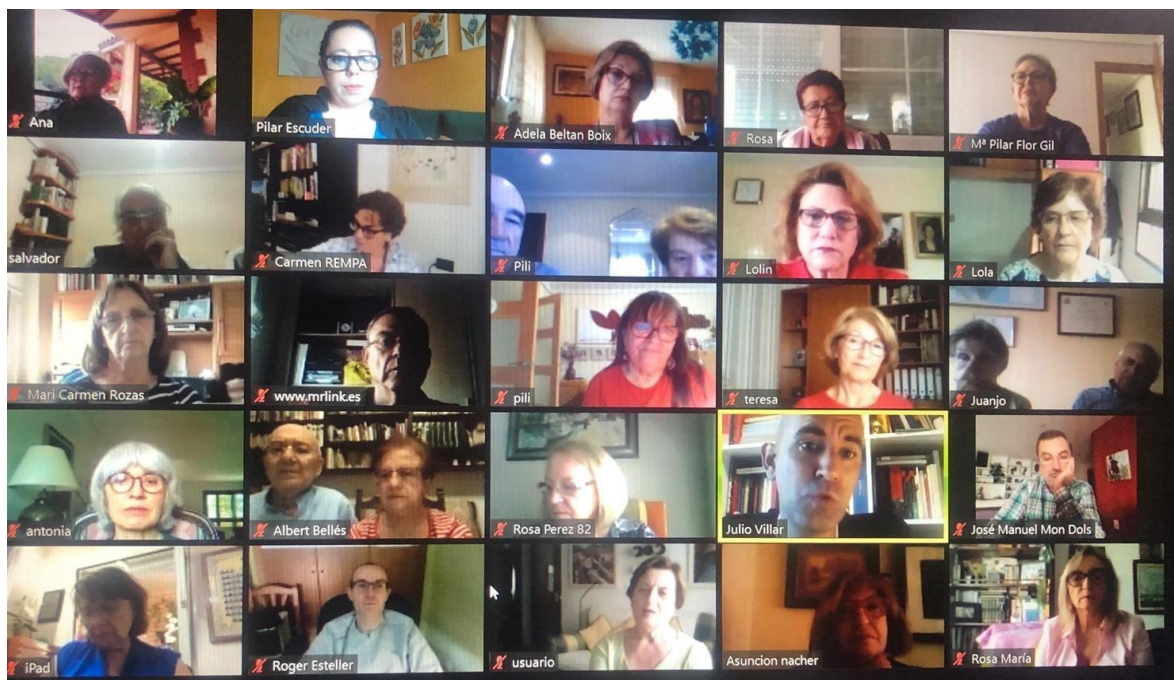 Ana
Pilar Escuder
Adela Beltan Boix
Rosa
Mª Pilar Flor Gil
salvador
Carmen REMPA
Pili
Lolin
Lola
Mari Carmen Rozas
www.mrlink.es
pili
teresa
Juanjo
antonia
Albert Bellés
Rosa Perez 82
Julio Villar
José Manuel Mon Dols
iPad
Roger Esteller
usuario
Asuncion nacher
Rosa María